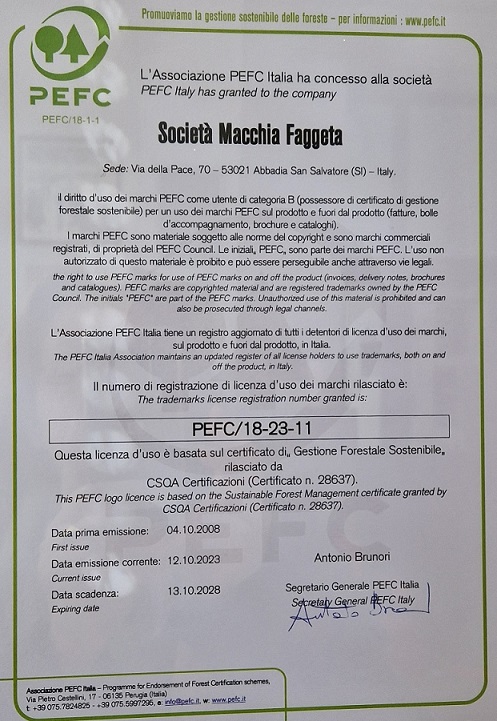 Promuoviamo la gestione sostenibile delle foreste - per informazioni : www.pefc.it
PEFC
PEFC/18-1-1
L'Associazione PEFC Italia ha concesso alla società
PEFC Italy has granted to the company
Società Macchia Faggeta
Sede: Via della Pace, 70 – 53021 Abbadia San Salvatore (SI) – Italy.
il diritto d'uso dei marchi PEFC come utente di categoria B (possessore di certificato di gestione
forestale sostenibile) per un uso dei marchi PEFC sul prodotto e fuori dal prodotto (fatture, bolle
d'accompagnamento, brochure e cataloghi).
I marchi PEFC sono materiale soggetto alle norme del copyright e sono marchi commerciali
registrati, di proprietà del PEFC Council. Le iniziali, PEFC, sono parte dei marchi PEFC. L'uso non
autorizzato di questo materiale è proibito e può essere perseguibile anche attraverso vie legali.
the right to use PEFC marks for use of PEFC marks on and off the product (invoices, delivery notes, brochures
and catalogues). PEFC marks are copyrighted material and are registered trademarks owned by the PEFC
Council. The initials "PEFC" are part of the PEFC marks. Unauthorized use of this material is prohibited and can
also be prosecuted through legal channels.
L'Associazione PEFC Italia tiene un registro aggiornato di tutti i detentori di licenza d'uso dei marchi,
sul prodotto e fuori dal prodotto, in Italia.
The PEFC Italia Association maintains an updated register of all license holders to use trademarks, both on and
off the product, in Italy.
Il numero di registrazione di licenza d'uso dei marchi rilasciato è:
The trademarks license registration number granted is:
PEFC/18-23-11
Questa licenza d'uso è basata sul certificato di„ Gestione Forestale Sostenibile„
rilasciato da
CSQA Certificazioni (Certificato n. 28637).
This PEFC logo licence is based on the Sustainable Forest Management certificate granted by
CSQA Certificazioni (Certificato n. 28637).
Data prima emissione: 04.10.2008
First issue
Data emissione corrente: 12.10.2023
Current issue
Data scadenza: 13.10.2028
Expiring date
Antonio Brunori
Segretario Generale PEFC Italia
Secretary General PEFC Italy
Associazione PEFC Italia – Programme for Endorsement of Forest Certification schemes,
Via Pietro Cestellini, 17 - 06135 Perugia (Italia)
t: +39 075.7824825 - +39 075.5997295, e: info@pefc.it, w: www.pefc.it